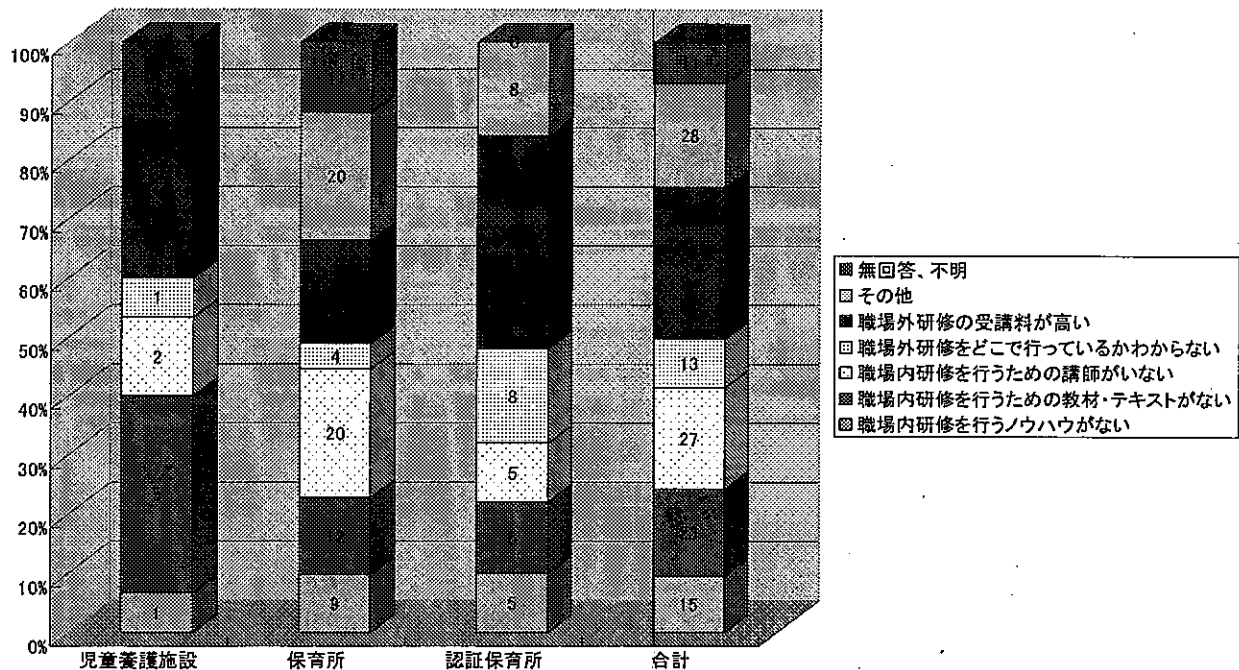 100%
90%
80%
70%
60%
50%
40%
30%
20%
10%
0%
1
2
1
20
4
20
9
0
8
8
5
5
28
13
27
23
15
児童養護施設
保育所
認証保育所
合計
無回答、不明
その他
職場外研修の受講料が高い
職場外研修をどこで行っているかわからない
職場内研修を行うための講師がいない
職場内研修を行うための教材・テキストがない
職場内研修を行うノウハウがない